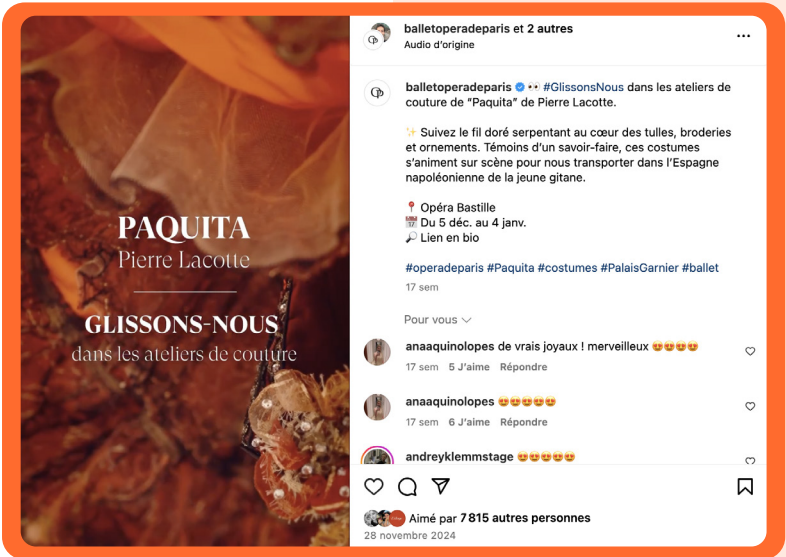 PAQUITA
Pierre Lacotte
GLISSONS-NOUS
dans les ateliers de couture
balletoperadeparis et 2 autres
Audio d'origine
balletoperadeparis 👀 #GlissonsNous dans les ateliers de
couture de "Paquita" de Pierre Lacotte.
✨ Suivez le fil doré serpentant au cœur des tulles, broderies
et ornements. Témoins d'un savoir-faire, ces costumes
s'animent sur scène pour nous transporter dans l'Espagne
napoléonienne de la jeune gitane.
📍 Opéra Bastille
📅 Du 5 déc. au 4 janv.
🔎 Lien en bio
#operadeparis #Paquita #costumes #PalaisGarnier #ballet
17 sem
Pour vous
anaaquinolopes de vrais joyaux ! merveilleux 😍😍😍😍
17 sem 5 J'aime Répondre
anaaquinolopes 😍😍😍😍😍
17 sem 6 J'aime Répondre
andreyklemmstage 😍😍😍😍😍
Aimé par 7 815 autres personnes
28 novembre 2024